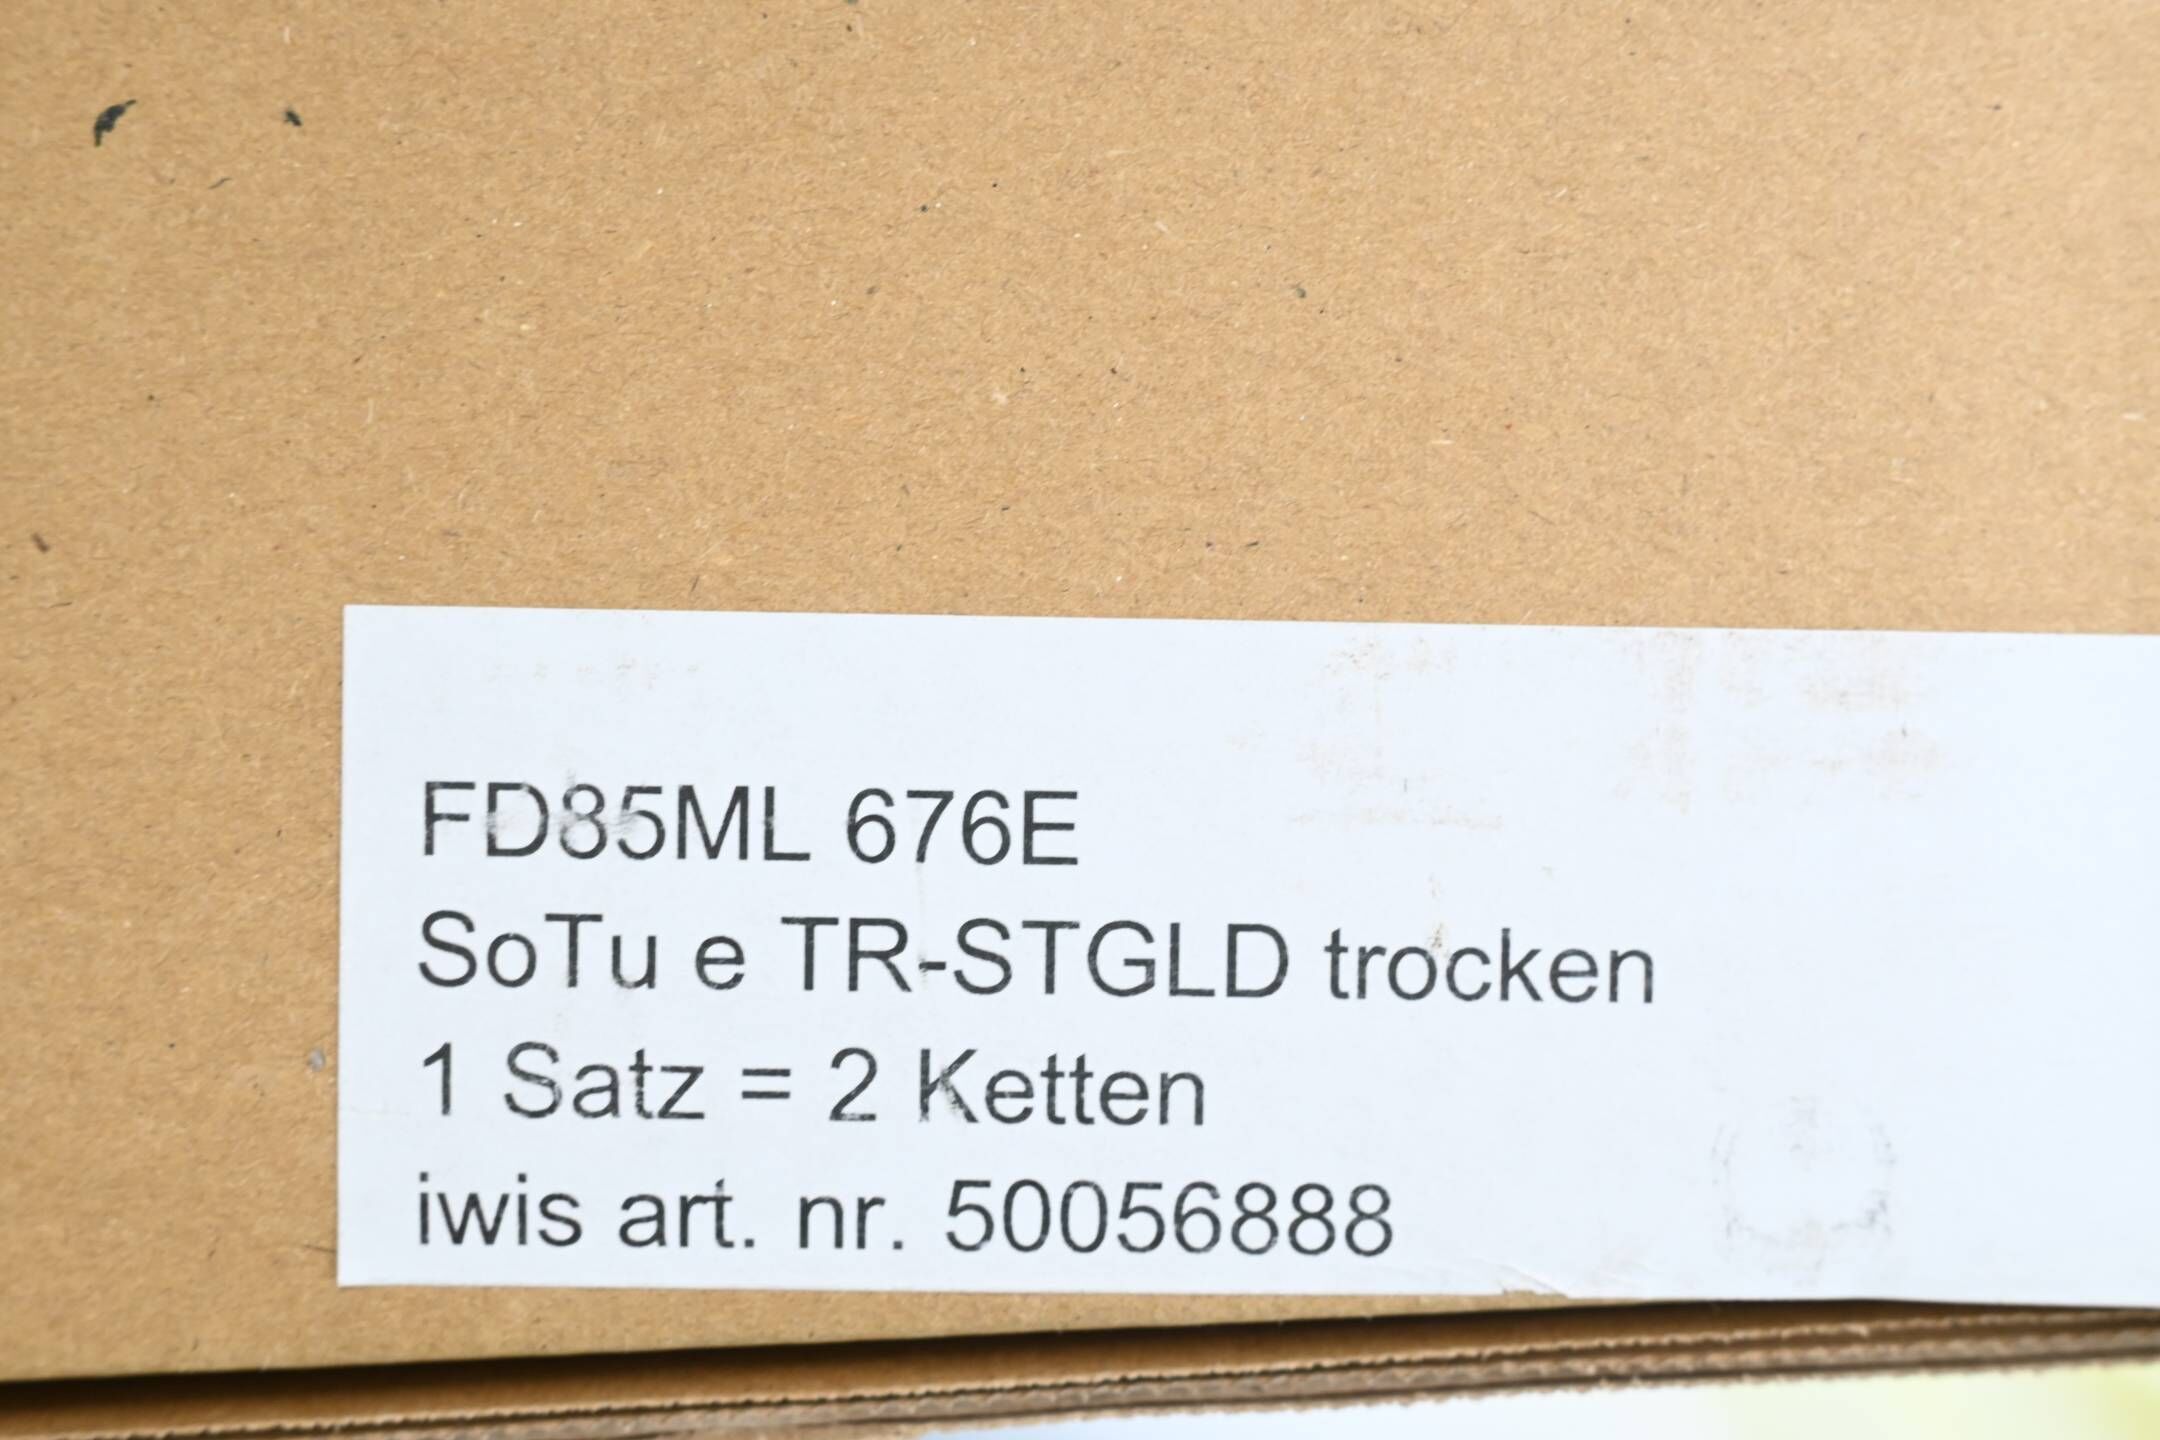 FD85ML 676E
SoTu e TR-STGLD trocken
1 Satz = 2 Ketten
iwis art. nr. 50056888